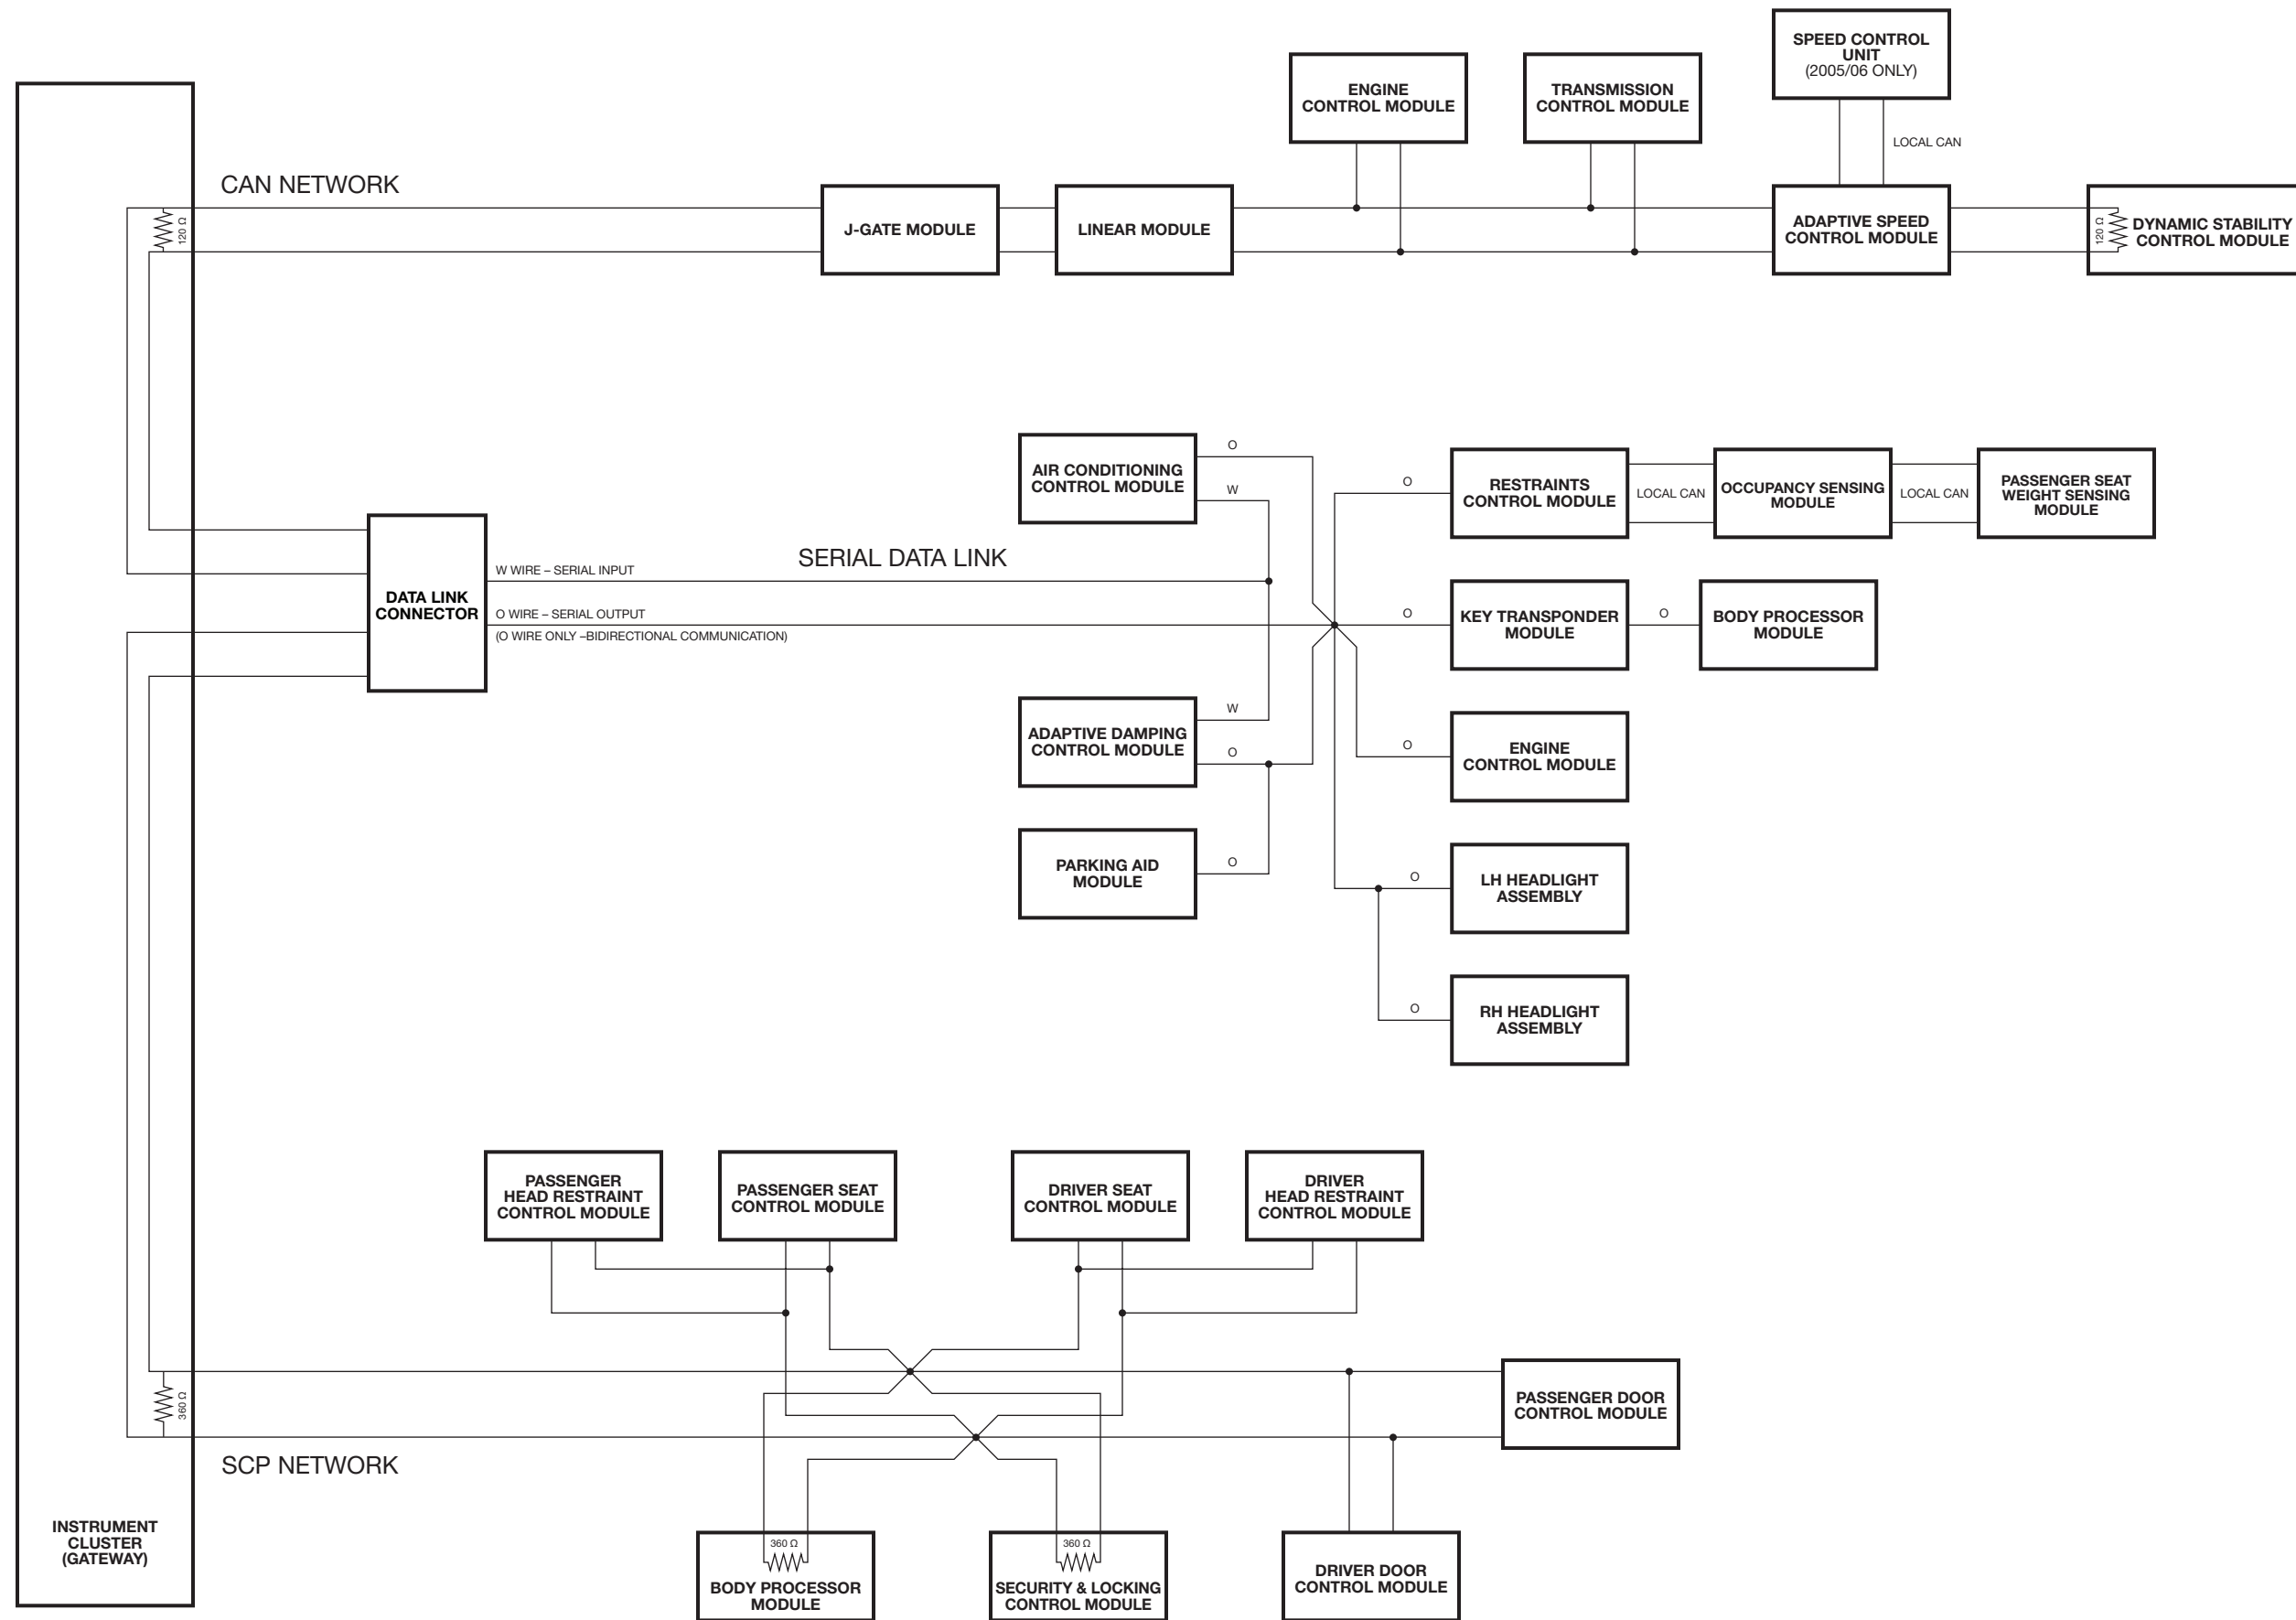 SPEED CONTROL
UNIT
(2005/06 ONLY)
ENGINE
CONTROL MODULE
TRANSMISSION
CONTROL MODULE
LOCAL CAN
CAN NETWORK
120 Ω
J-GATE MODULE
LINEAR MODULE
ADAPTIVE SPEED
CONTROL MODULE
120 Ω
DYNAMIC STABILITY
CONTROL MODULE
AIR CONDITIONING
CONTROL MODULE
O
W
O
RESTRAINTS
CONTROL MODULE
LOCAL CAN
OCCUPANCY SENSING
MODULE
LOCAL CAN
PASSENGER SEAT
WEIGHT SENSING
MODULE
SERIAL DATA LINK
DATA LINK
CONNECTOR
W WIRE – SERIAL INPUT
O WIRE – SERIAL OUTPUT
(O WIRE ONLY –BIDIRECTIONAL COMMUNICATION)
O
KEY TRANSPONDER
MODULE
O
BODY PROCESSOR
MODULE
ADAPTIVE DAMPING
CONTROL MODULE
W
O
O
ENGINE
CONTROL MODULE
PARKING AID
MODULE
O
O
LH HEADLIGHT
ASSEMBLY
O
RH HEADLIGHT
ASSEMBLY
PASSENGER
HEAD RESTRAINT
CONTROL MODULE
PASSENGER SEAT
CONTROL MODULE
DRIVER SEAT
CONTROL MODULE
DRIVER
HEAD RESTRAINT
CONTROL MODULE
360 Ω
PASSENGER DOOR
CONTROL MODULE
SCP NETWORK
INSTRUMENT
CLUSTER
(GATEWAY)
360 Ω
BODY PROCESSOR
MODULE
360 Ω
SECURITY & LOCKING
CONTROL MODULE
DRIVER DOOR
CONTROL MODULE